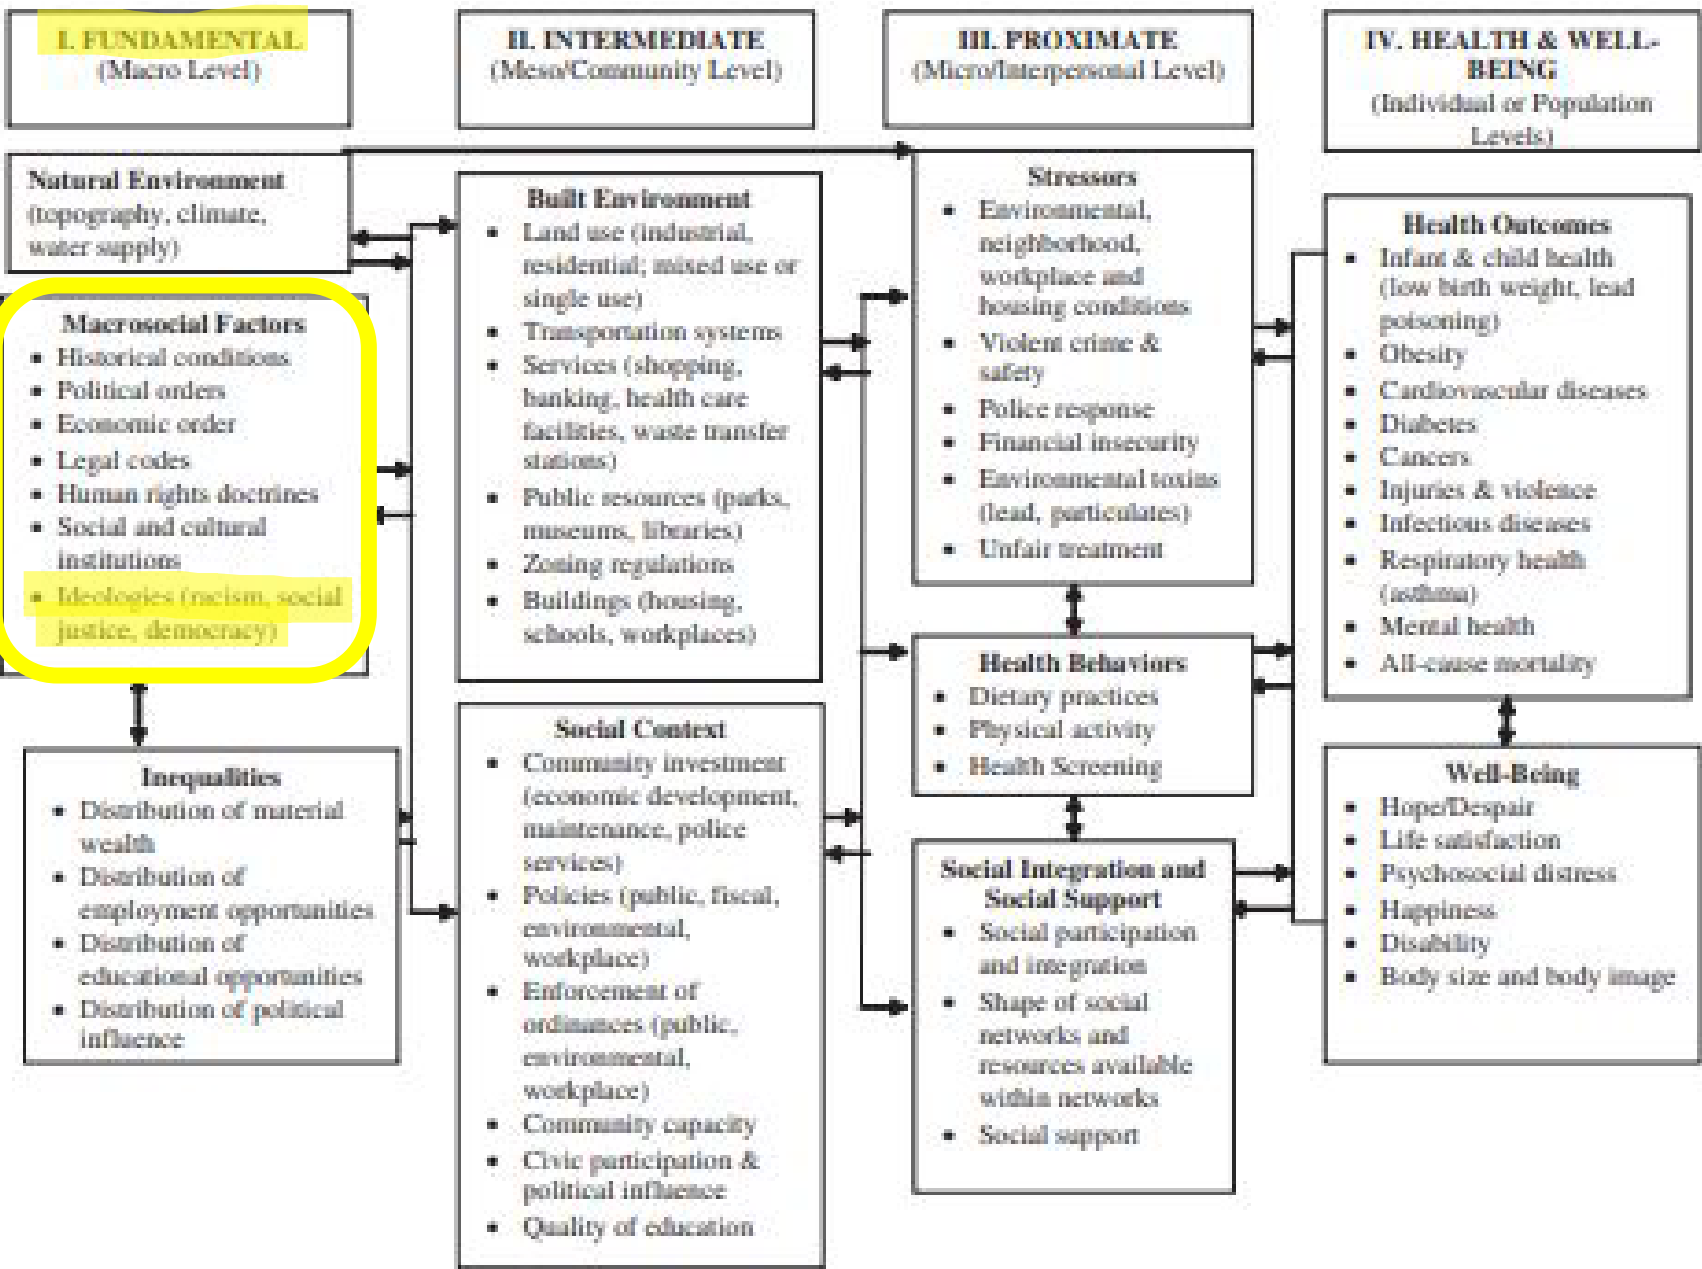 I. FUNDAMENTAL
(Macro Level)
II. INTERMEDIATE
(Meso/Community Level)
III. PROXIMATE
(Micro/Interpersonal Level)
IV. HEALTH & WELL-
BEING
(Individual or Population
Levels)
Natural Environment
(topography, climate,
water supply)
Macrosocial Factors
• Historical conditions
• Political orders
• Economic order
• Legal codes
• Human rights doctrines
• Social and cultural
institutions
• Ideologies (racism, social
justice, democracy)
Inequalities
• Distribution of material
wealth
• Distribution of
employment opportunities
• Distribution of
educational opportunities
• Distribution of political
influence
Built Environment
• Land use (industrial,
residential; mixed use or
single use)
• Transportation systems
• Services (shopping,
banking, health care
facilities, waste transfer
stations)
• Public resources (parks,
museums, libraries)
• Zoning regulations
• Buildings (housing,
schools, workplaces)
Social Context
• Community investment
(economic development,
maintenance, police
services)
• Policies (public, fiscal,
environmental,
workplace)
• Enforcement of
ordinances (public,
environmental,
workplace)
• Community capacity
• Civic participation &
political influence
• Quality of education
Stressors
• Environmental,
neighborhood,
workplace and
housing conditions
• Violent crime &
safety
• Police response
• Financial insecurity
• Environmental toxins
(lead, particulates)
• Unfair treatment
Health Behaviors
• Dietary practices
• Physical activity
• Health Screening
Social Integration and
Social Support
• Social participation
and integration
• Shape of social
networks and
resources available
within networks
• Social support
Health Outcomes
• Infant & child health
(low birth weight, lead
poisoning)
• Obesity
• Cardiovascular diseases
• Diabetes
• Cancers
• Injuries & violence
• Infectious diseases
• Respiratory health
(asthma)
• Mental health
• All-cause mortality
Well-Being
• Hope/Despair
• Life satisfaction
• Psychosocial distress
• Happiness
• Disability
• Body size and body image